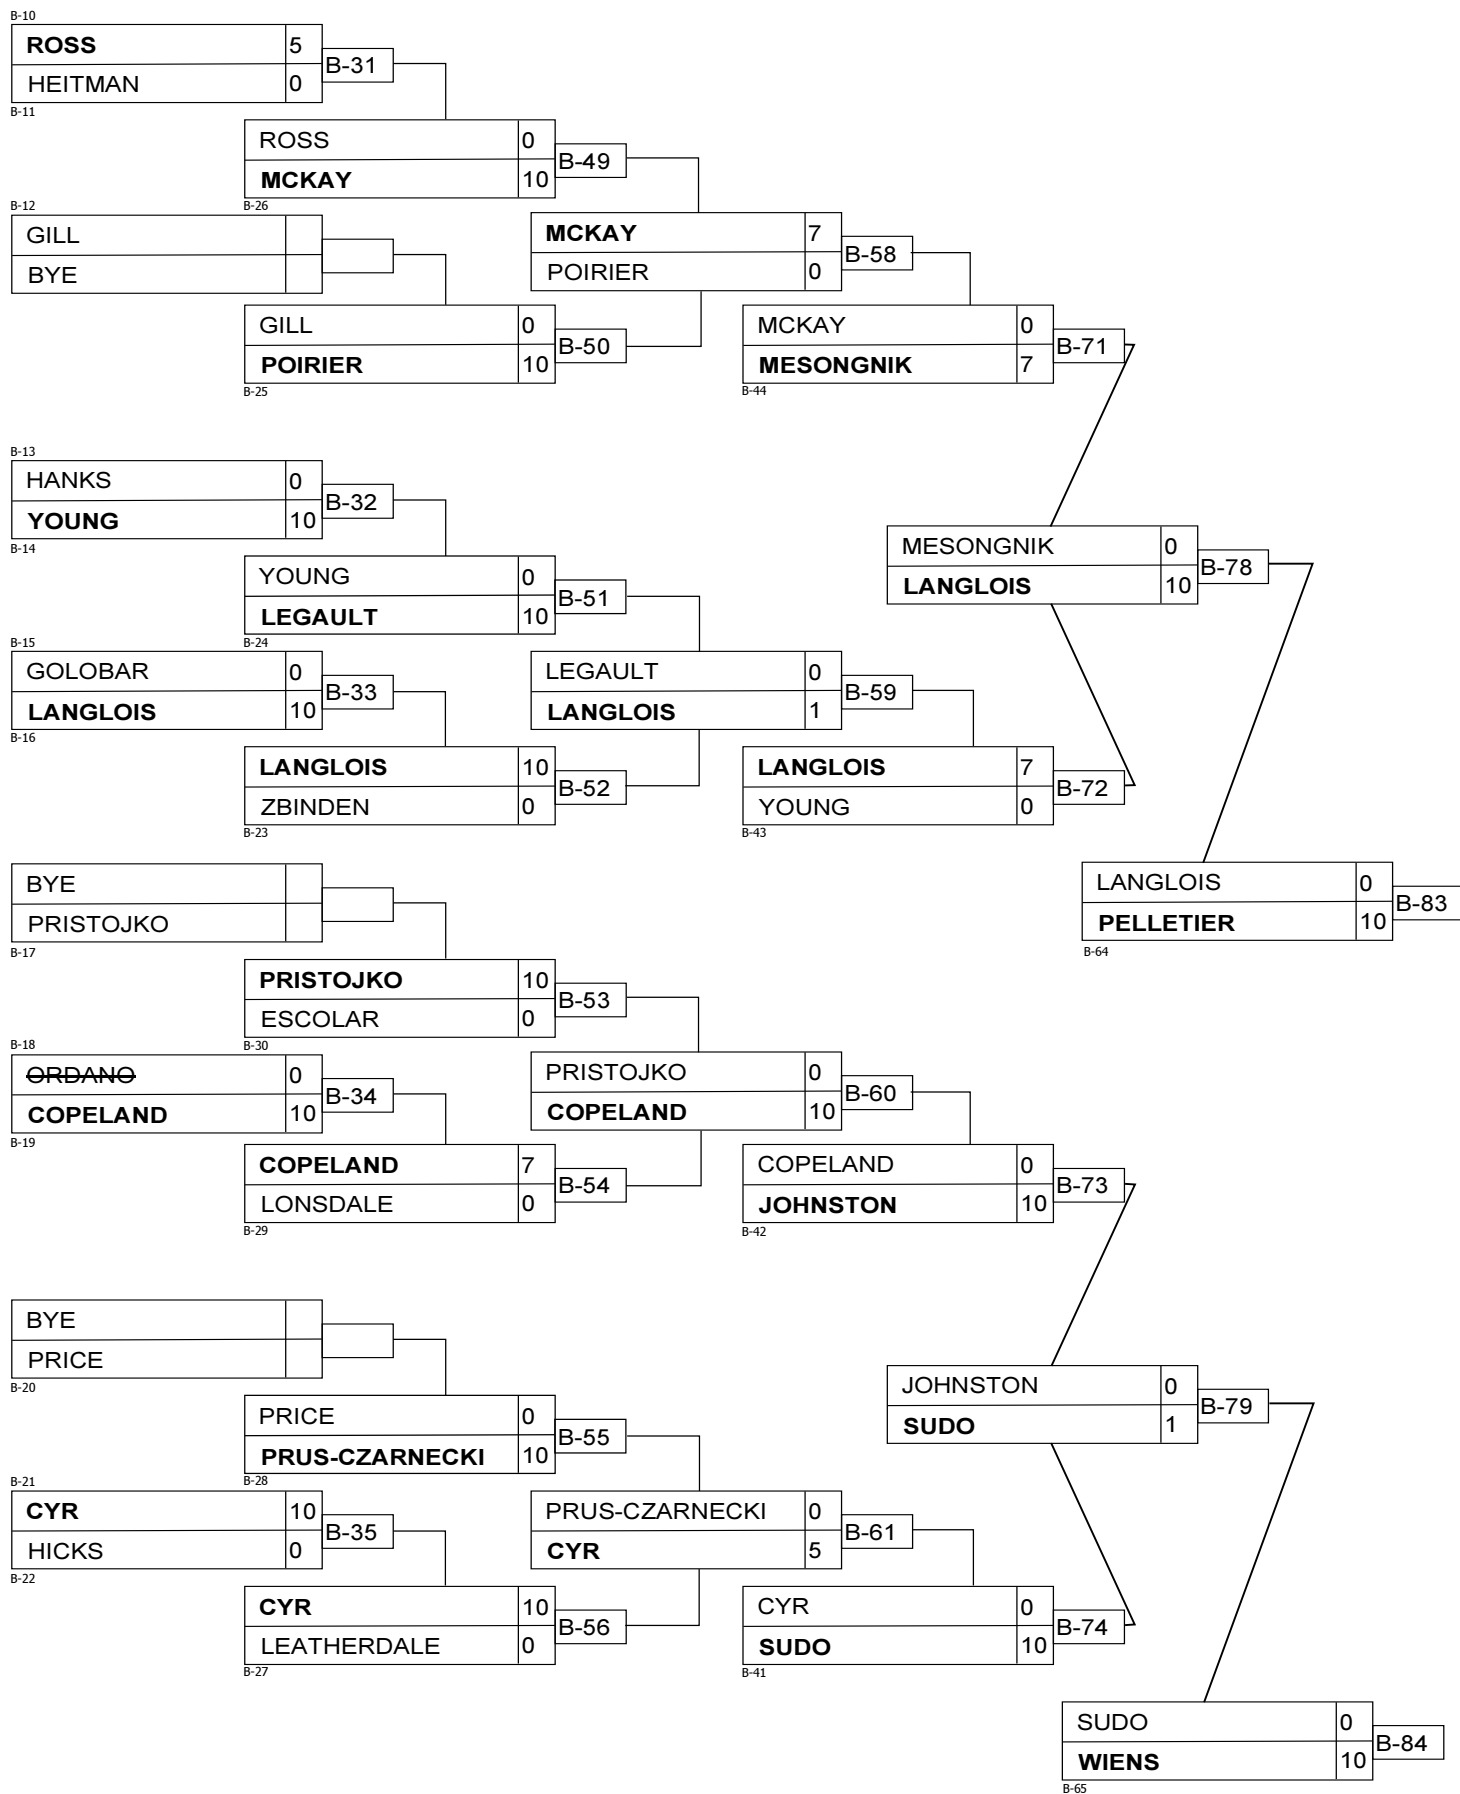 B-10
ROSS 5
HEITMAN 0
B-31
B-11
ROSS 0
MCKAY 10
B-49
B-26
B-12
GILL
BYE
MCKAY 7
POIRIER 0
B-58
GILL 0
POIRIER 10
B-50
B-25
MCKAY 0
MESONGNIK 7
B-71
B-44
B-13
HANKS 0
YOUNG 10
B-32
B-14
MESONGNIK 0
LANGLOIS 10
B-78
YOUNG 0
LEGAULT 10
B-51
B-24
B-15
GOLOBAR 0
LANGLOIS 10
B-33
B-16
LEGAULT 0
LANGLOIS 1
B-59
LANGLOIS 10
ZBINDEN 0
B-52
B-23
LANGLOIS 7
YOUNG 0
B-72
B-43
BYE
PRISTOJKO
B-17
LANGLOIS 0
PELLETIER 10
B-83
B-64
PRISTOJKO 10
ESCOLAR 0
B-53
B-30
B-18
ORDANO 0
COPELAND 10
B-34
B-19
PRISTOJKO 0
COPELAND 10
B-60
COPELAND 7
LONSDALE 0
B-54
B-29
COPELAND 0
JOHNSTON 10
B-73
B-42
BYE
PRICE
B-20
JOHNSTON 0
SUDO 1
B-79
PRICE 0
PRUS-CZARNECKI 10
B-55
B-28
B-21
CYR 10
HICKS 0
B-35
B-22
PRUS-CZARNECKI 0
CYR 5
B-61
CYR 10
LEATHERDALE 0
B-56
B-27
CYR 0
SUDO 10
B-74
B-41
SUDO 0
WIENS 10
B-84
B-65